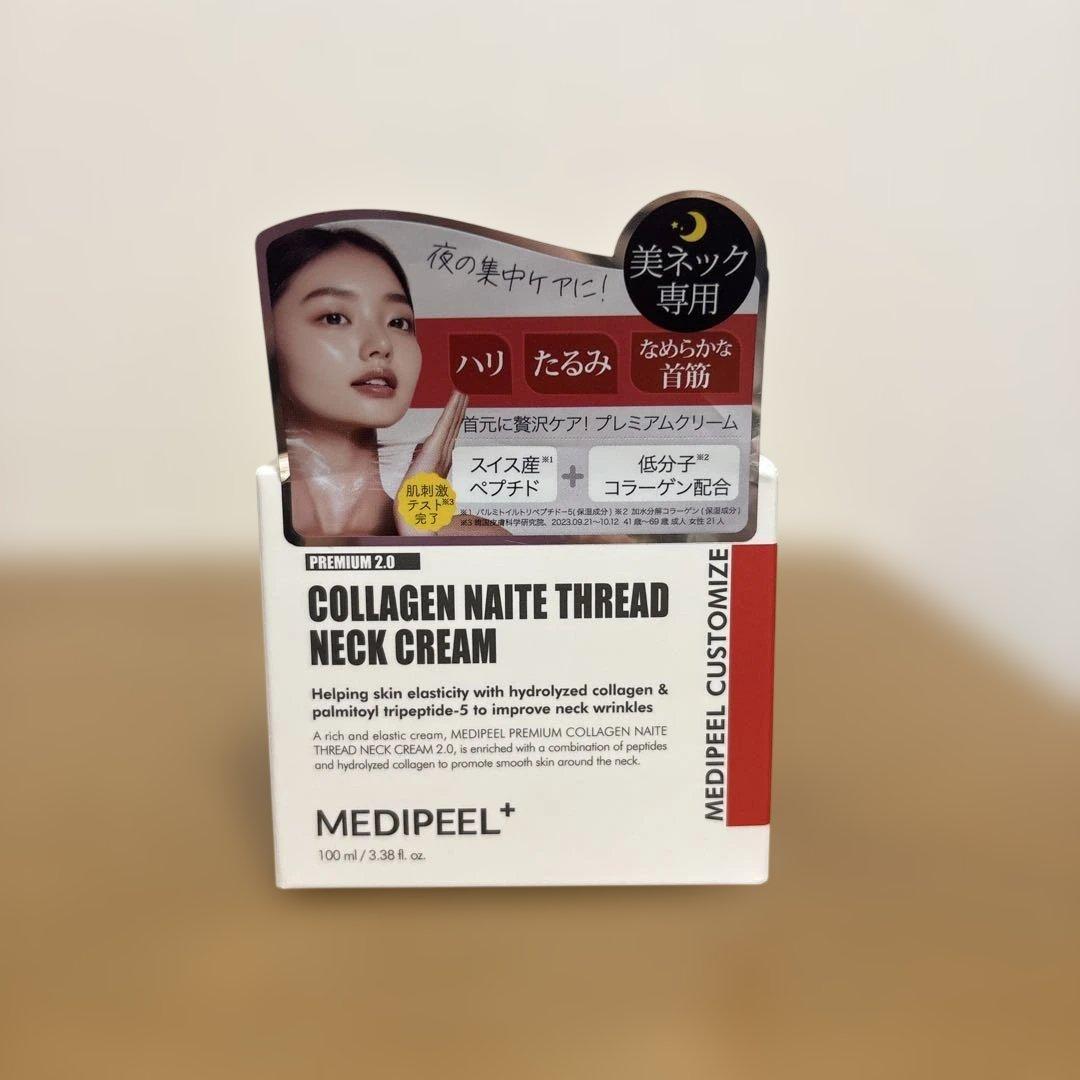 夜の集中ケアに!
美ネック
専用
ハリ
たるみ
なめらかな
首筋
首元に贅沢ケア! プレミアムクリーム
スイス産※1
ペプチド
+
低分子※2
コラーゲン配合
肌刺激
テスト※3
完了
※1 パルミトイルトリペプチド-5(保湿成分) ※2 加水分解コラーゲン(保湿成分)
※3 韓国皮膚科学研究院、2023.09.21~10.12 41歳~69歳 成人 女性 21人
PREMIUM 2.0
COLLAGEN NAITE THREAD
NECK CREAM
Helping skin elasticity with hydrolyzed collagen &
palmitoyl tripeptide-5 to improve neck wrinkles
A rich and elastic cream, MEDIPEEL PREMIUM COLLAGEN NAITE
THREAD NECK CREAM 2.0, is enriched with a combination of peptides
and hydrolyzed collagen to promote smooth skin around the neck.
MEDIPEEL+
100 ml / 3.38 fl. oz.
MEDIPEEL CUSTOMIZE